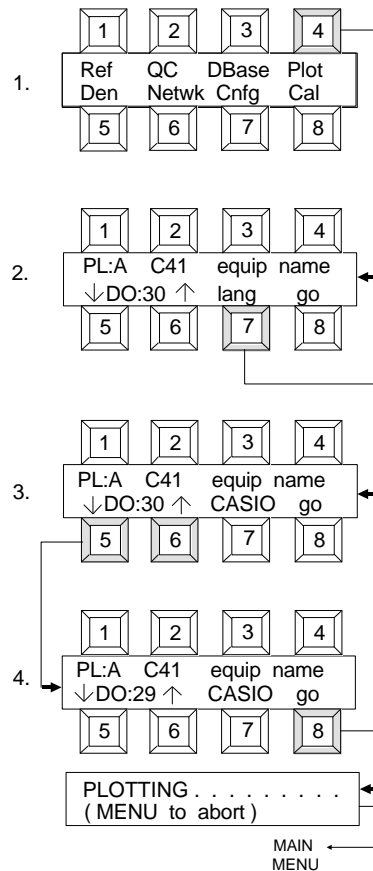 1 2 3 4
1.
Ref QC DBase Plot
Den Netwk Cnfg Cal
5 6 7 8
1 2 3 4
2.
PL:A C41 equip name
↓DO:30 ↑ lang go
5 6 7 8
1 2 3 4
3.
PL:A C41 equip name
↓DO:30 ↑ CASIO go
5 6 7 8
1 2 3 4
4.
PL:A C41 equip name
↓DO:29 ↑ CASIO go
5 6 7 8
PLOTTING . . . . . . . . .
( MENU to abort )
MAIN
MENU